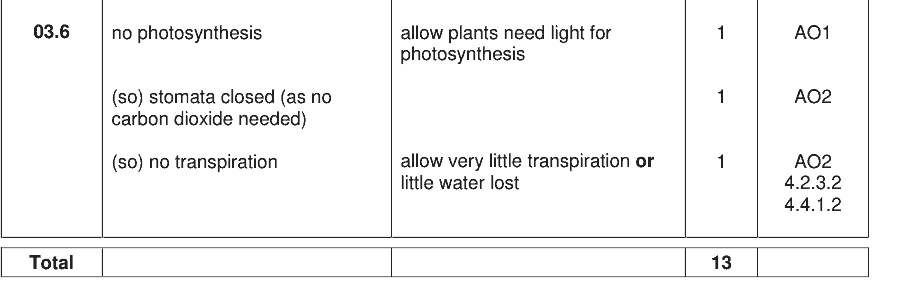 03.6 no photosynthesis allow plants need light for 1 AO1
photosynthesis
(so) stomata closed (as no 1 AO2
carbon dioxide needed)
(so) no transpiration allow very little transpiration or 1 AO2
little water lost 4.2.3.2
4.4.1.2
Total 13